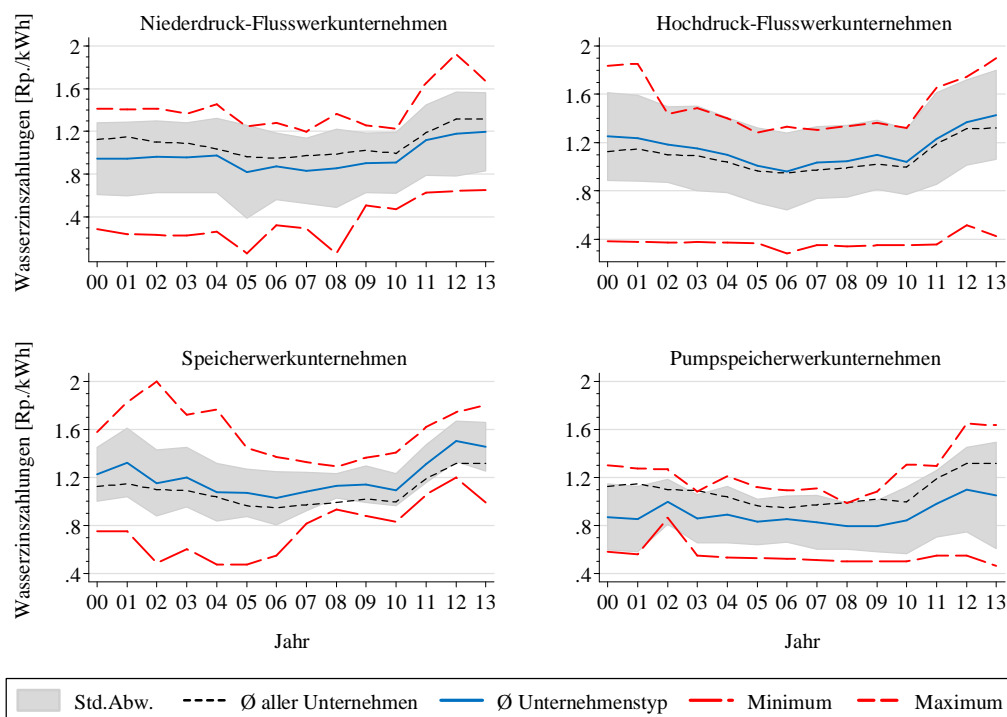 Niederdruck-Flusswerkunternehmen
Hochdruck-Flusswerkunternehmen
Wasserzinszahlungen [Rp./kWh]
2
1.6
1.2
.8
.4
00 01 02 03 04 05 06 07 08 09 10 11 12 13
2
1.6
1.2
.8
.4
00 01 02 03 04 05 06 07 08 09 10 11 12 13
Speicherwerkunternehmen
Pumpspeicherwerkunternehmen
Wasserzinszahlungen [Rp./kWh]
2
1.6
1.2
.8
.4
00 01 02 03 04 05 06 07 08 09 10 11 12 13
Jahr
2
1.6
1.2
.8
.4
00 01 02 03 04 05 06 07 08 09 10 11 12 13
Jahr
Std.Abw. Ø aller Unternehmen Ø Unternehmenstyp Minimum Maximum